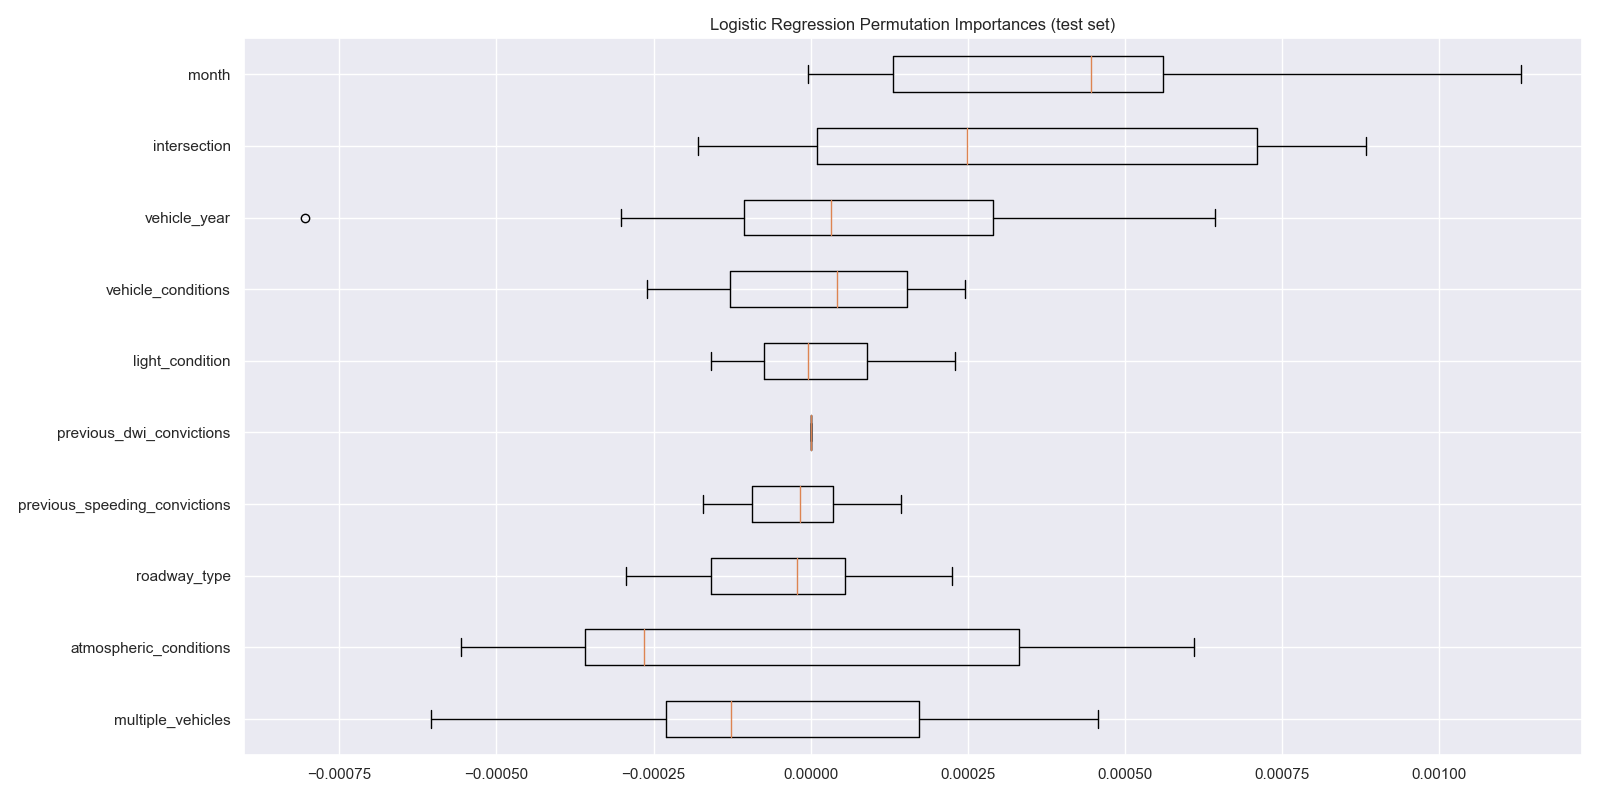 Logistic Regression Permutation Importances (test set)
month
intersection
vehicle_year
vehicle_conditions
light_condition
previous_dwi_convictions
previous_speeding_convictions
roadway_type
atmospheric_conditions
multiple_vehicles
−0.00075 −0.00050 −0.00025 0.00000 0.00025 0.00050 0.00075 0.00100